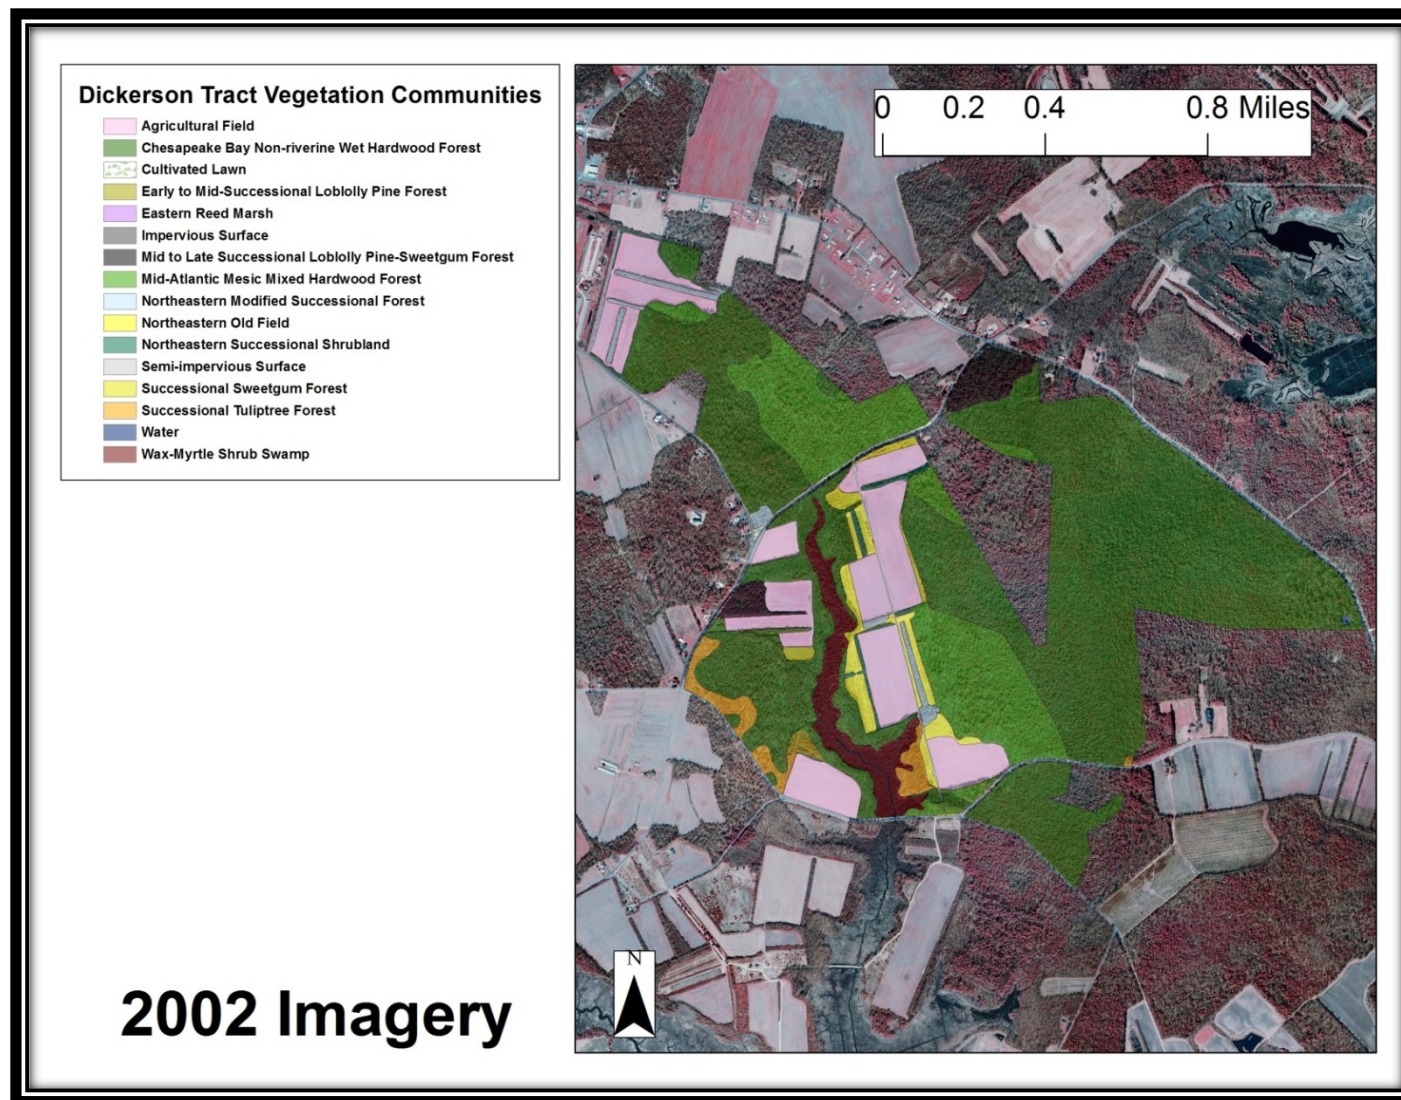 Dickerson Tract Vegetation Communities
Agricultural Field
Chesapeake Bay Non-riverine Wet Hardwood Forest
Cultivated Lawn
Early to Mid-Successional Loblolly Pine Forest
Eastern Reed Marsh
Impervious Surface
Mid to Late Successional Loblolly Pine-Sweetgum Forest
Mid-Atlantic Mesic Mixed Hardwood Forest
Northeastern Modified Successional Forest
Northeastern Old Field
Northeastern Successional Shrubland
Semi-impervious Surface
Successional Sweetgum Forest
Successional Tuliptree Forest
Water
Wax-Myrtle Shrub Swamp
0 0.2 0.4 0.8 Miles
N
2002 Imagery